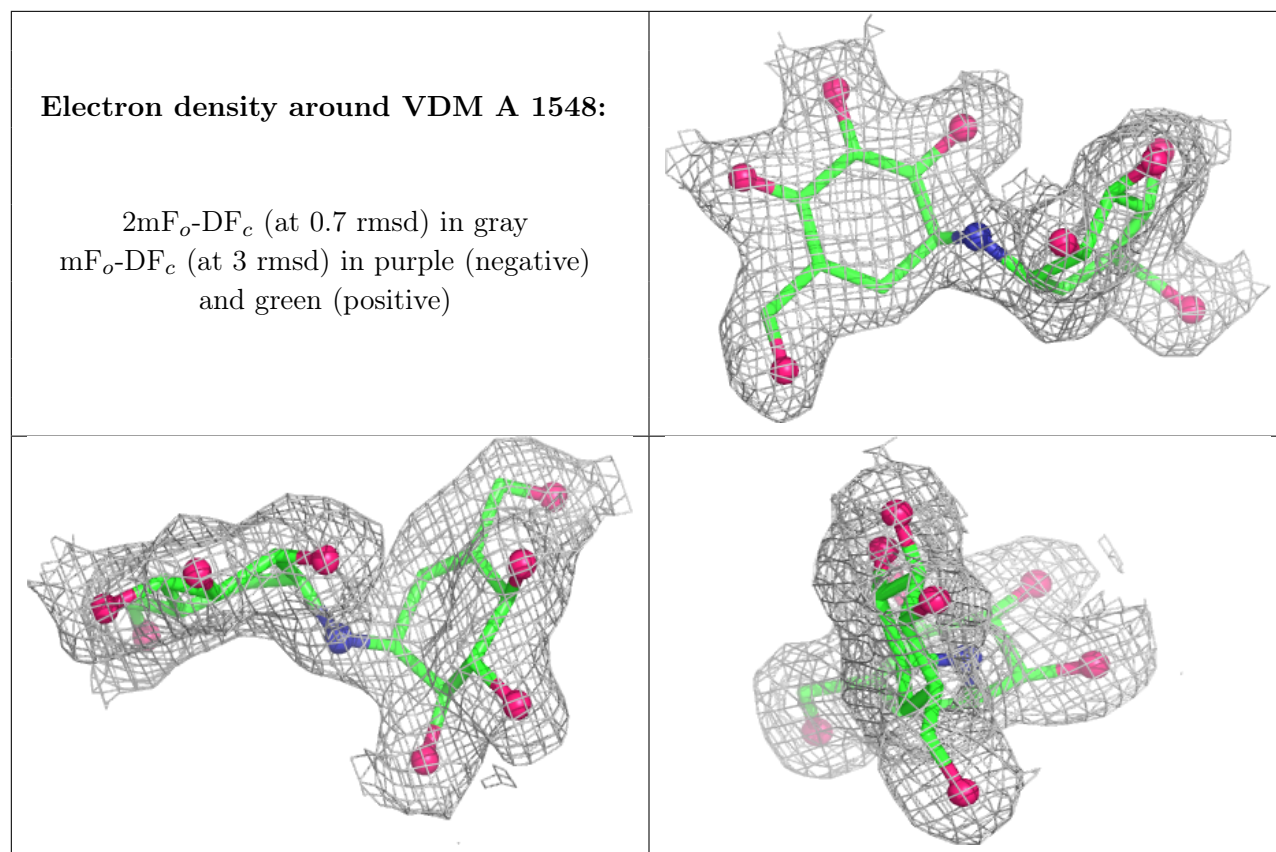 Electron density around VDM A 1548:
2mFo-DFc (at 0.7 rmsd) in gray
mFo-DFc (at 3 rmsd) in purple (negative)
and green (positive)